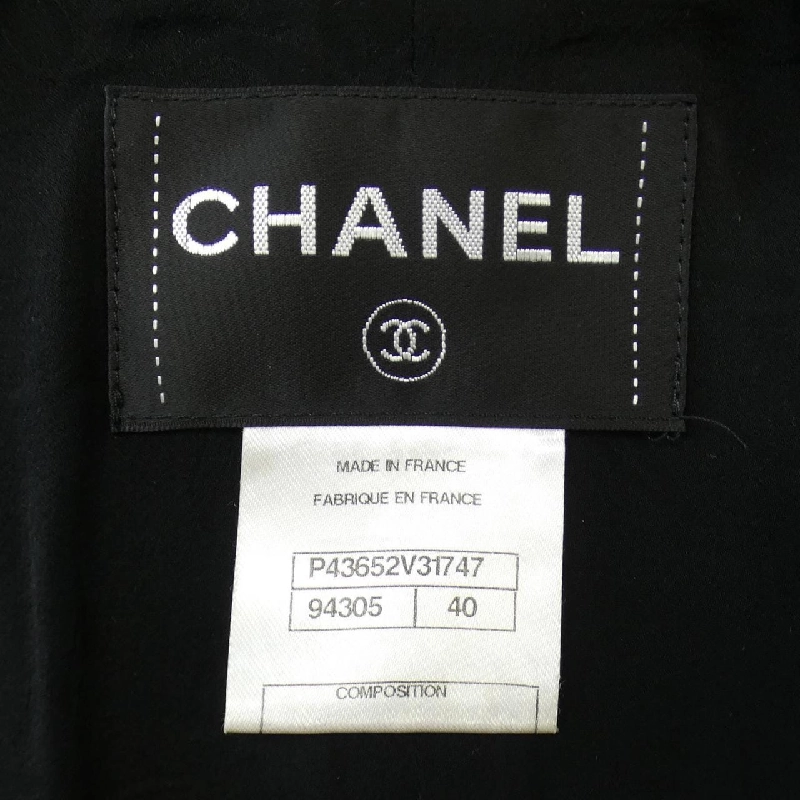 CHANEL
MADE IN FRANCE
FABRIQUE EN FRANCE
P43652V31747
94305 40
COMPOSITION